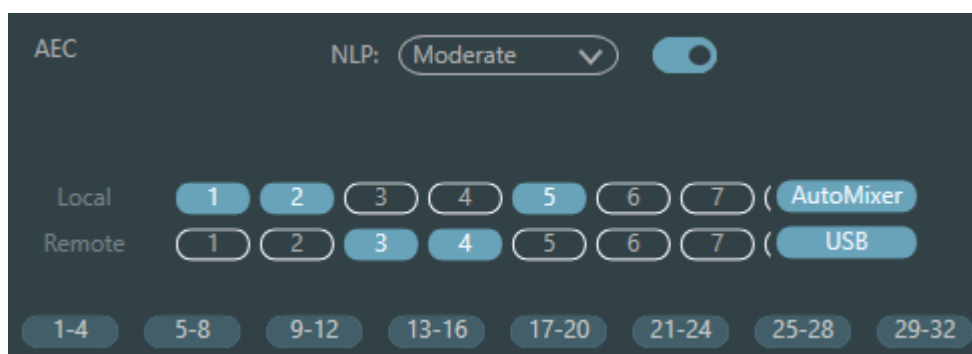 AEC NLP: Moderate
Local 1 2 3 4 5 6 7 AutoMixer
Remote 1 2 3 4 5 6 7 USB
1-4 5-8 9-12 13-16 17-20 21-24 25-28 29-32